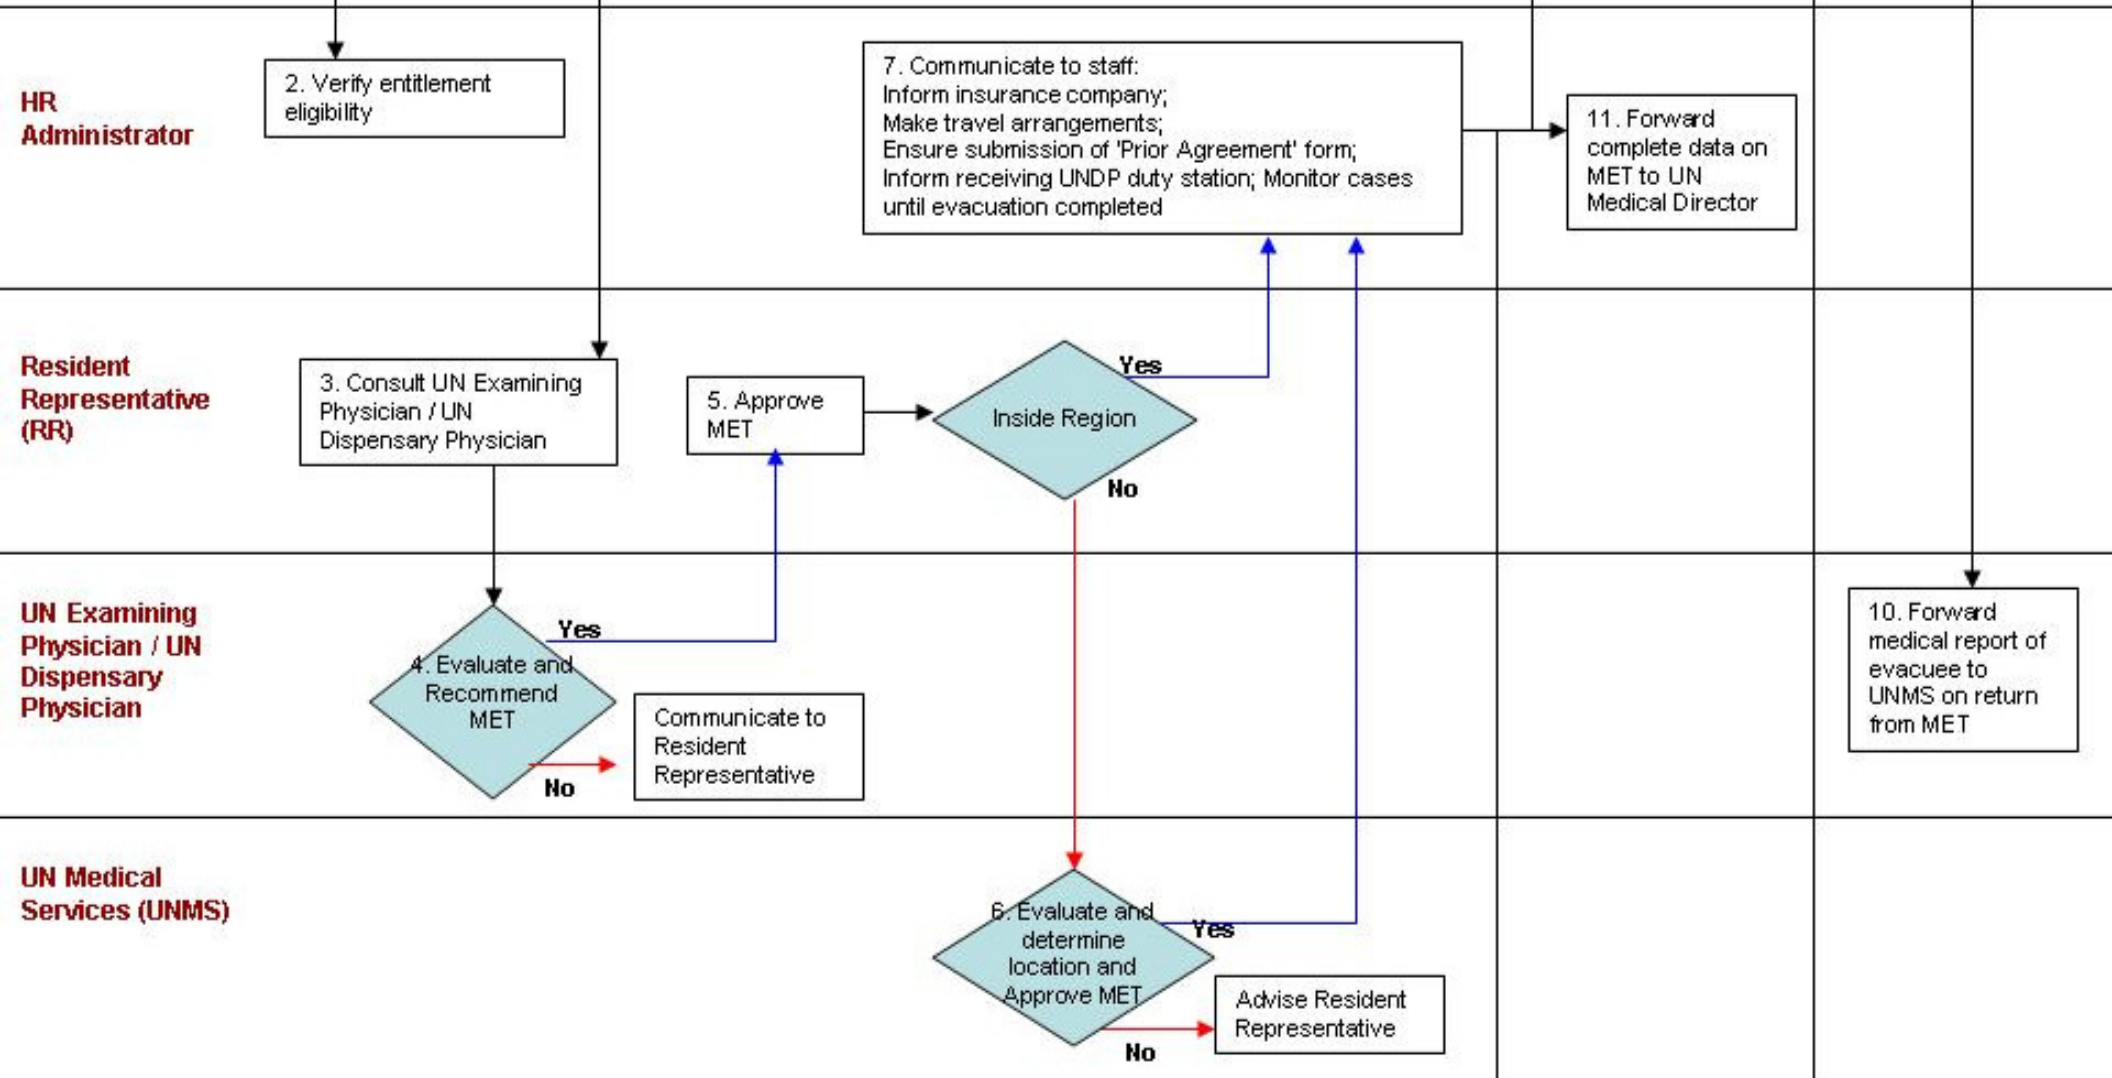 HR
Administrator
2. Verify entitlement
eligibility
7. Communicate to staff:
Inform insurance company;
Make travel arrangements;
Ensure submission of 'Prior Agreement' form;
Inform receiving UNDP duty station; Monitor cases
until evacuation completed
11. Forward
complete data on
MET to UN
Medical Director
Resident
Representative
(RR)
3. Consult UN Examining
Physician / UN
Dispensary Physician
5. Approve
MET
Inside Region
Yes
No
UN Examining
Physician / UN
Dispensary
Physician
4. Evaluate and
Recommend
MET
Yes
No
Communicate to
Resident
Representative
10. Forward
medical report of
evacuee to
UNMS on return
from MET
UN Medical
Services (UNMS)
6. Evaluate and
determine
location and
Approve MET
Yes
No
Advise Resident
Representative